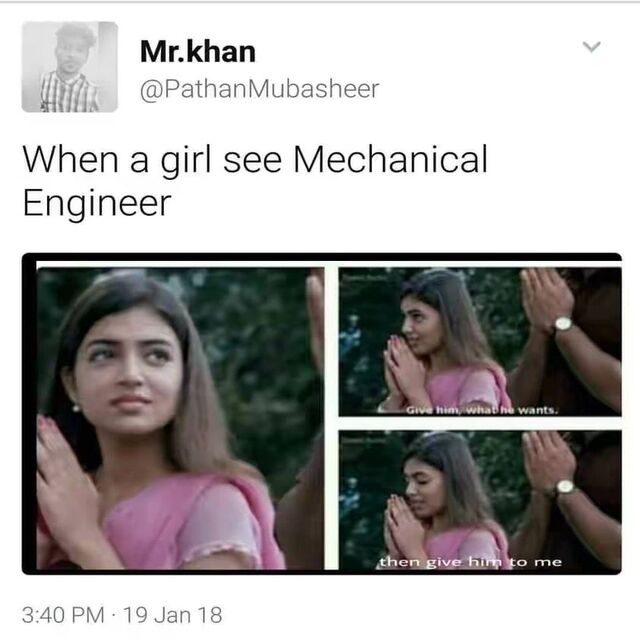 Mr.khan
@PathanMubasheer
When a girl see Mechanical
Engineer
Give him, what he wants.
then give him to me
3:40 PM · 19 Jan 18